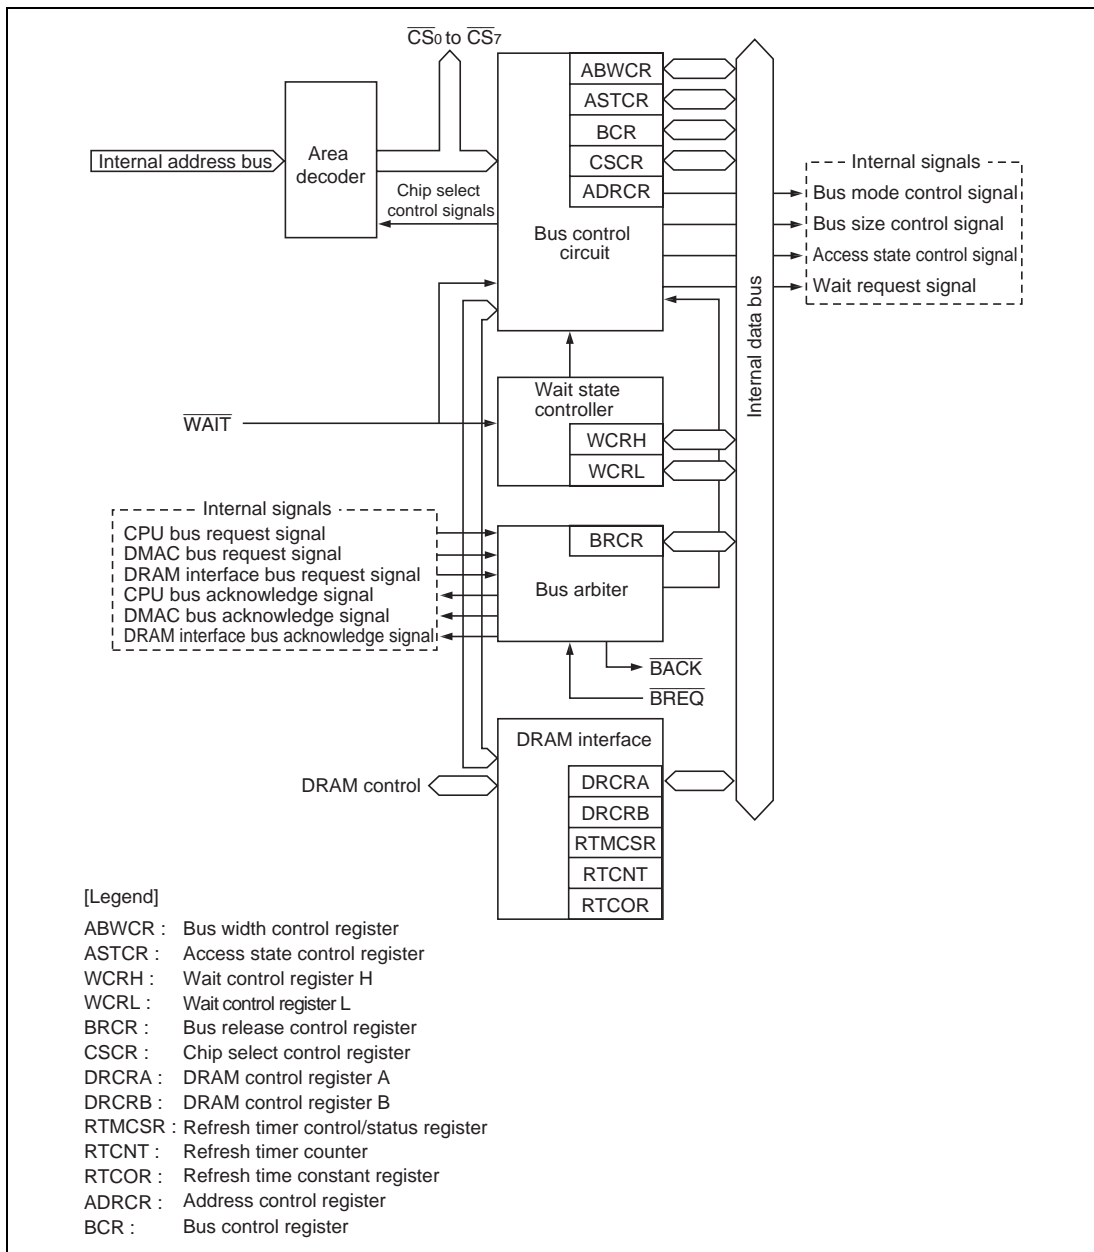 CS0 to CS7
ABWCR
ASTCR
BCR
CSCR
ADRCR
Internal address bus
Area
decoder
Chip select
control signals
Bus control
circuit
Internal signals
Bus mode control signal
Bus size control signal
Access state control signal
Wait request signal
Internal data bus
WAIT
Wait state
controller
WCRH
WCRL
Internal signals
CPU bus request signal
DMAC bus request signal
DRAM interface bus request signal
CPU bus acknowledge signal
DMAC bus acknowledge signal
DRAM interface bus acknowledge signal
BRCR
Bus arbiter
BACK
BREQ
DRAM interface
DRAM control
DRCRA
DRCRB
RTMCSR
RTCNT
RTCOR
[Legend]
ABWCR : Bus width control register
ASTCR : Access state control register
WCRH : Wait control register H
WCRL : Wait control register L
BRCR : Bus release control register
CSCR : Chip select control register
DRCRA : DRAM control register A
DRCRB : DRAM control register B
RTMCSR : Refresh timer control/status register
RTCNT : Refresh timer counter
RTCOR : Refresh time constant register
ADRCR : Address control register
BCR : Bus control register